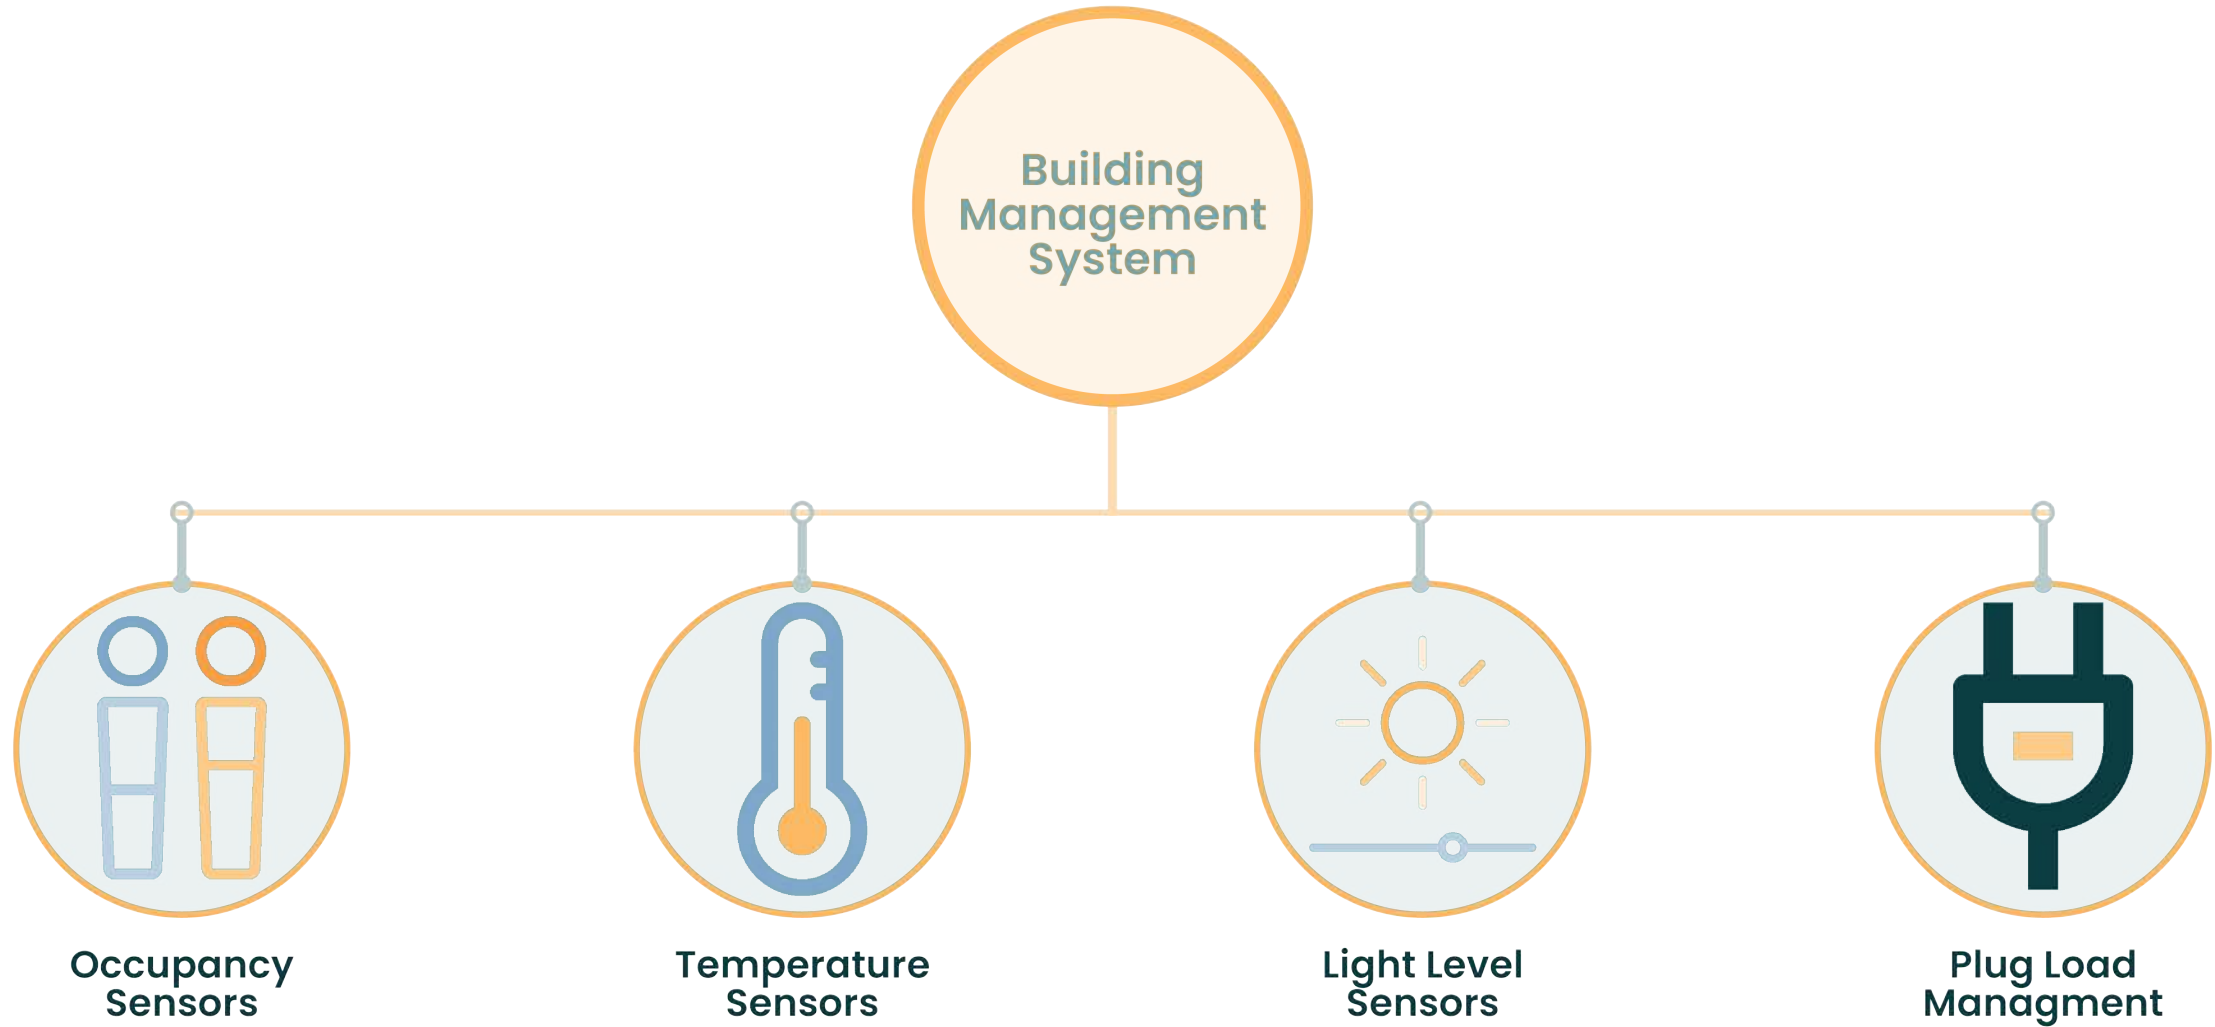 Building
Management
System
Occupancy
Sensors
Temperature
Sensors
Light Level
Sensors
Plug Load
Managment